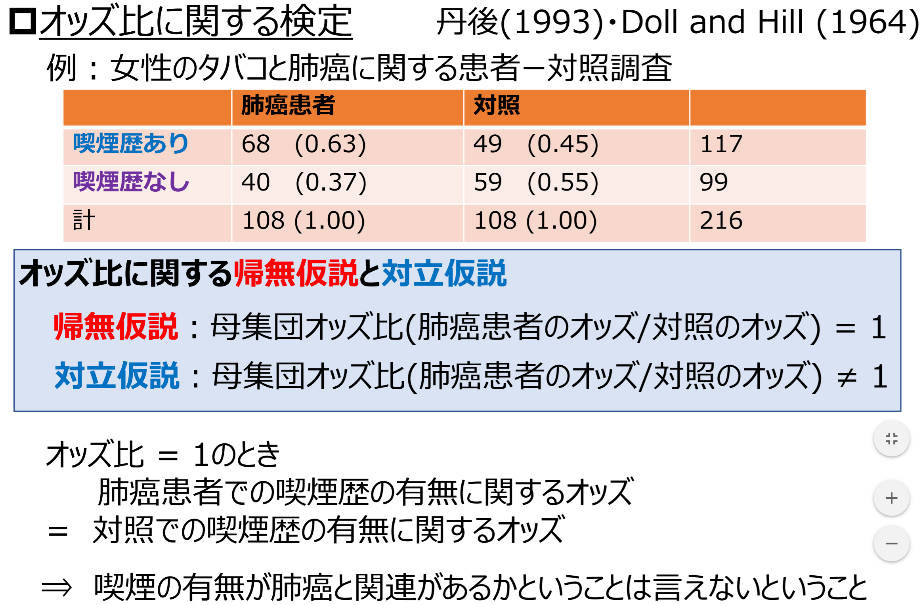 オッズ比に関する検定 丹後(1993)・Doll and Hill (1964)
例：女性のタバコと肺癌に関する患者－対照調査
肺癌患者 対照
喫煙歴あり 68 (0.63) 49 (0.45) 117
喫煙歴なし 40 (0.37) 59 (0.55) 99
計 108 (1.00) 108 (1.00) 216
オッズ比に関する帰無仮説と対立仮説
帰無仮説：母集団オッズ比(肺癌患者のオッズ/対照のオッズ) = 1
対立仮説：母集団オッズ比(肺癌患者のオッズ/対照のオッズ) ≠ 1
オッズ比 = 1のとき
肺癌患者での喫煙歴の有無に関するオッズ
= 対照での喫煙歴の有無に関するオッズ
⇒ 喫煙の有無が肺癌と関連があるかということは言えないということ